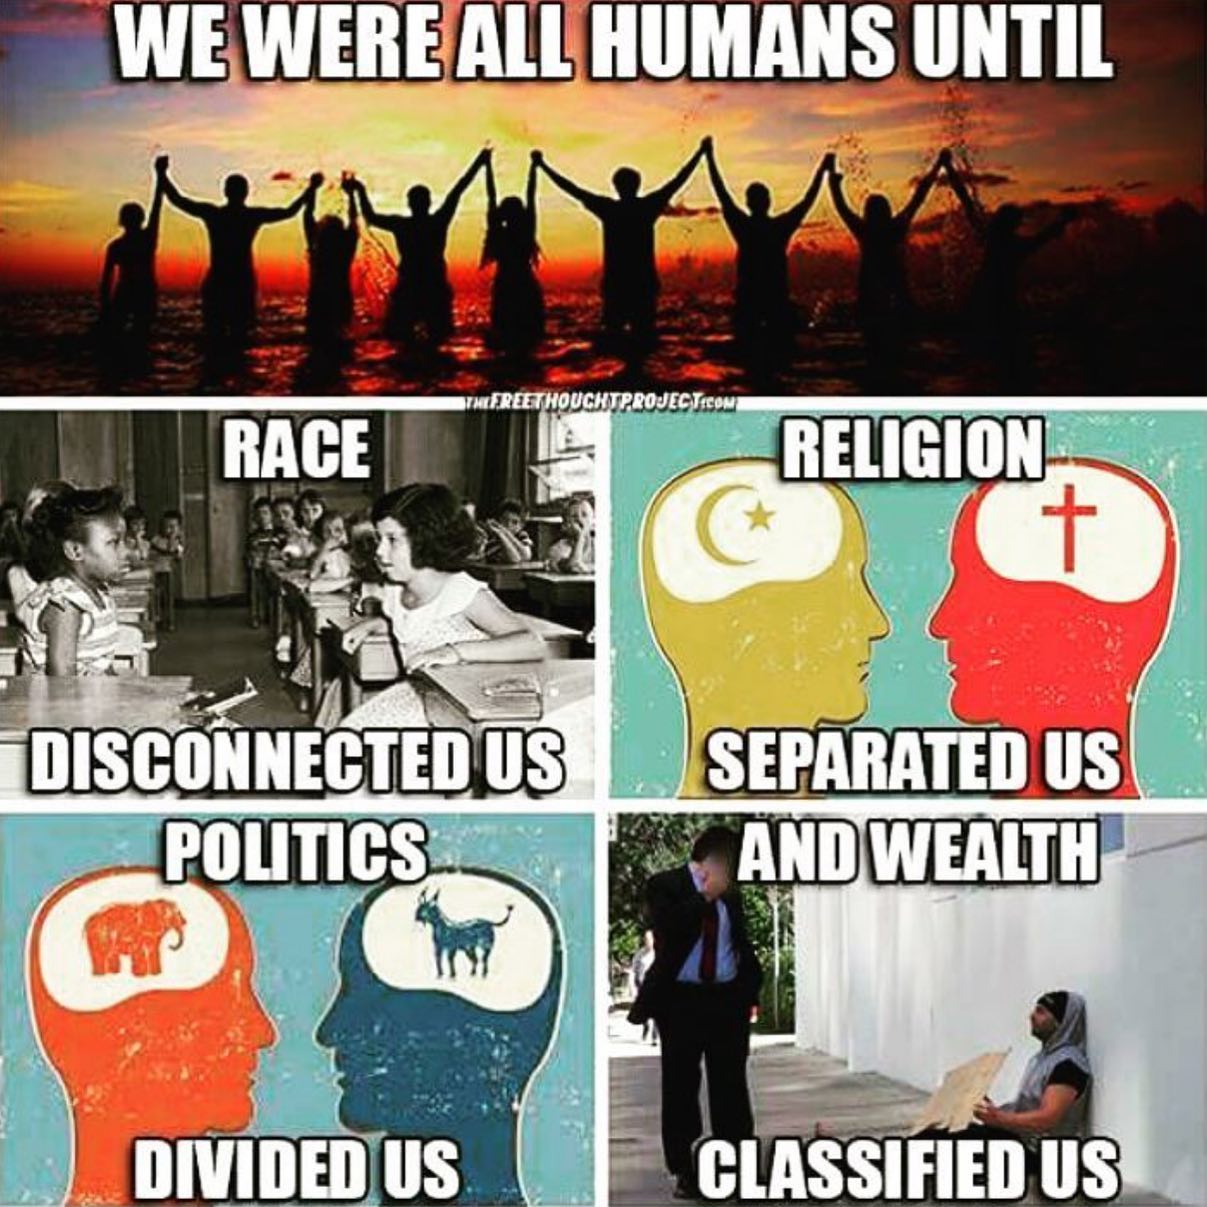 WE WERE ALL HUMANS UNTIL
THEFREETHOUGHTPROJECT.COM
RACE
DISCONNECTED US
RELIGION
SEPARATED US
POLITICS
DIVIDED US
AND WEALTH
CLASSIFIED US